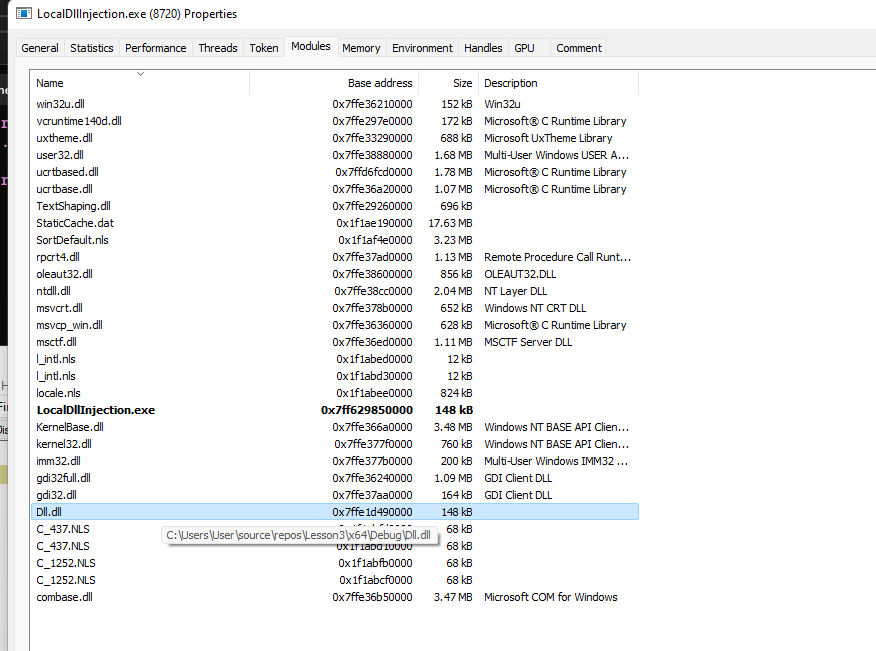 LocalDllInjection.exe (8720) Properties
General Statistics Performance Threads Token Modules Memory Environment Handles GPU Comment
Name Base address Size Description
win32u.dll 0x7ffe36210000 152 kB Win32u
vcruntime140d.dll 0x7ffe297e0000 172 kB Microsoft® C Runtime Library
uxtheme.dll 0x7ffe33290000 688 kB Microsoft UxTheme Library
user32.dll 0x7ffe38880000 1.68 MB Multi-User Windows USER A...
ucrtbased.dll 0x7ffd6fcd0000 1.78 MB Microsoft® C Runtime Library
ucrtbase.dll 0x7ffe36a20000 1.07 MB Microsoft® C Runtime Library
TextShaping.dll 0x7ffe29260000 696 kB
StaticCache.dat 0x1f1ae190000 17.63 MB
SortDefault.nls 0x1f1af4e0000 3.23 MB
rpcrt4.dll 0x7ffe37ad0000 1.13 MB Remote Procedure Call Runt...
oleaut32.dll 0x7ffe38600000 856 kB OLEAUT32.DLL
ntdll.dll 0x7ffe38cc0000 2.04 MB NT Layer DLL
msvcrt.dll 0x7ffe378b0000 652 kB Windows NT CRT DLL
msvcp_win.dll 0x7ffe36360000 628 kB Microsoft® C Runtime Library
msctf.dll 0x7ffe36ed0000 1.11 MB MSCTF Server DLL
l_intl.nls 0x1f1abed0000 12 kB
l_intl.nls 0x1f1abd30000 12 kB
locale.nls 0x1f1abee0000 824 kB
LocalDllInjection.exe 0x7ff629850000 148 kB
KernelBase.dll 0x7ffe366a0000 3.48 MB Windows NT BASE API Clien...
kernel32.dll 0x7ffe377f0000 760 kB Windows NT BASE API Clien...
imm32.dll 0x7ffe377b0000 200 kB Multi-User Windows IMM32 ...
gdi32full.dll 0x7ffe36240000 1.09 MB GDI Client DLL
gdi32.dll 0x7ffe37aa0000 164 kB GDI Client DLL
Dll.dll 0x7ffe1d490000 148 kB
C_437.NLS 68 kB
C:\Users\User\source\repos\Lesson3\x64\Debug\Dll.dll
C_437.NLS 0x1f1abd10000 68 kB
C_1252.NLS 0x1f1abfb0000 68 kB
C_1252.NLS 0x1f1abcf0000 68 kB
combase.dll 0x7ffe36b50000 3.47 MB Microsoft COM for Windows